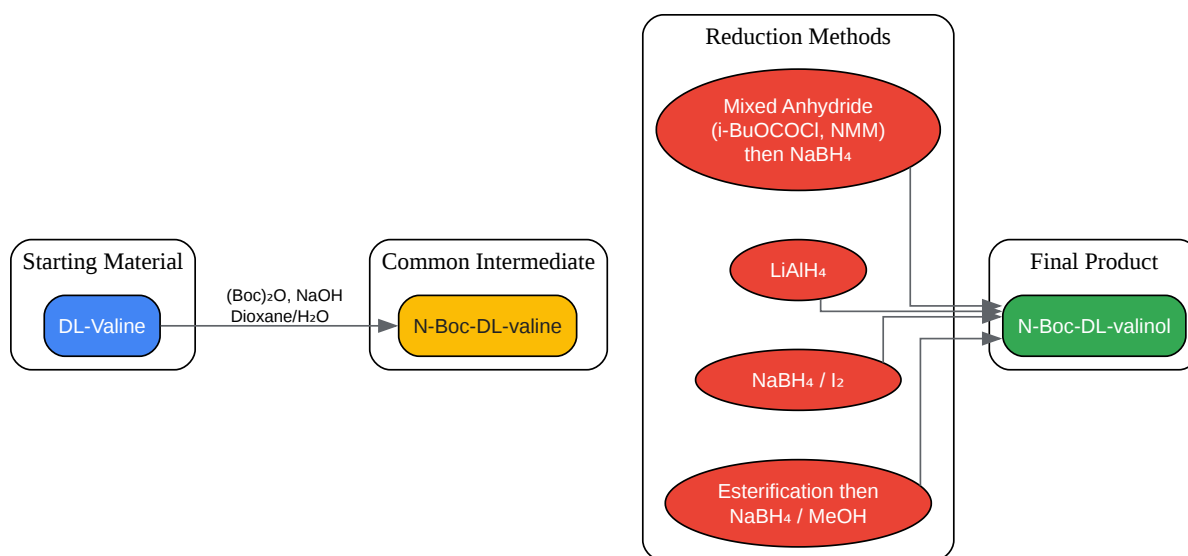 Starting Material
DL-Valine
(Boc)₂O, NaOH
Dioxane/H₂O
Common Intermediate
N-Boc-DL-valine
Reduction Methods
Mixed Anhydride
(i-BuOCOCl, NMM)
then NaBH₄
LiAlH₄
NaBH₄ / I₂
Esterification then
NaBH₄ / MeOH
Final Product
N-Boc-DL-valinol